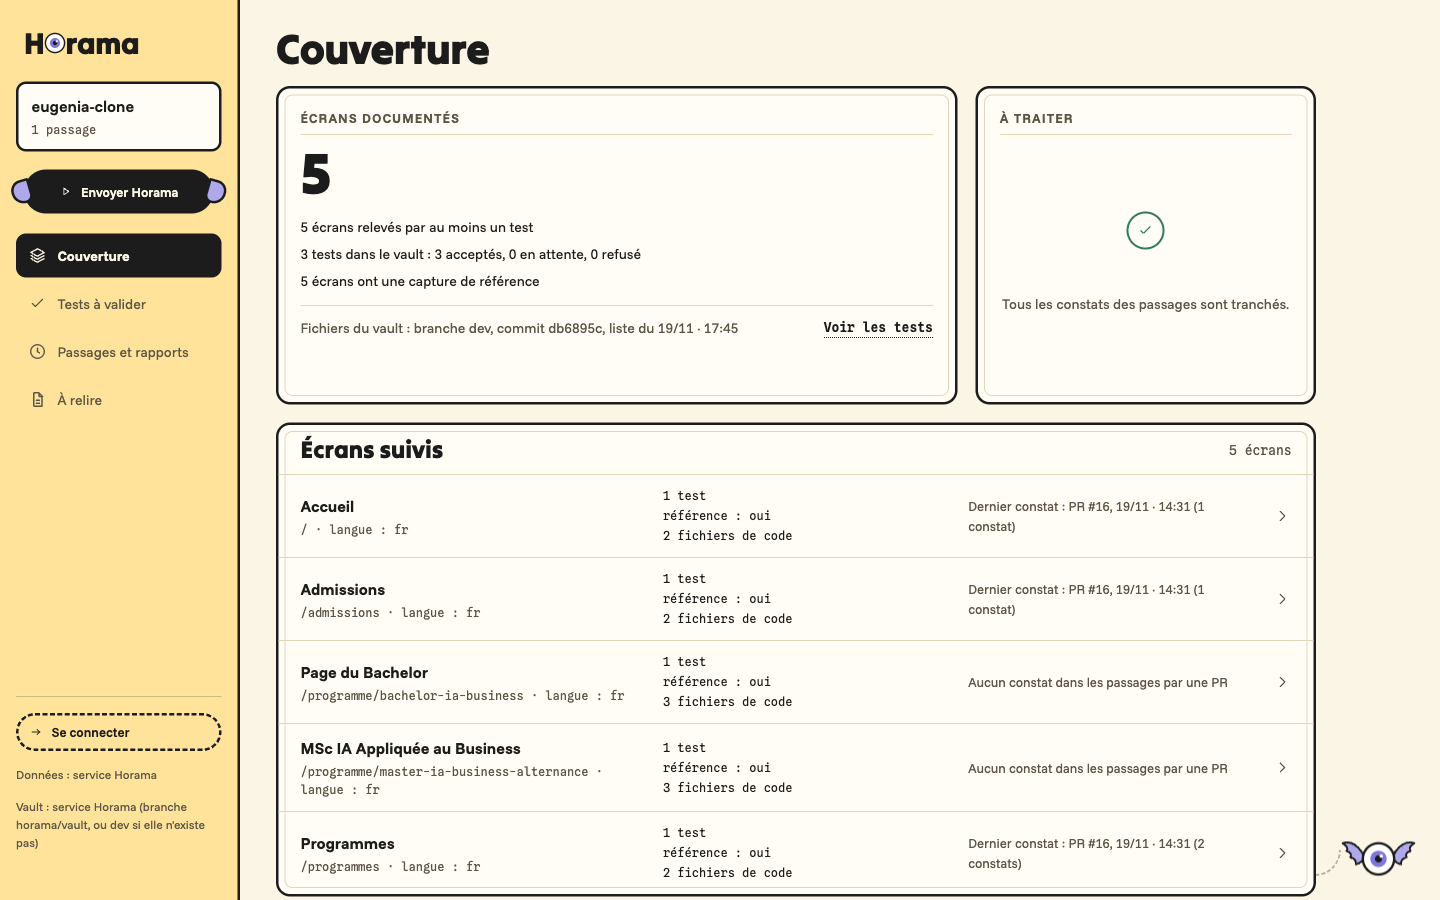 Horama
eugenia-clone
1 passage
Envoyer Horama
Couverture
Tests à valider
Passages et rapports
À relire
Se connecter
Données : service Horama
Vault : service Horama (branche
horama/vault, ou dev si elle n'existe
pas)
Couverture
ÉCRANS DOCUMENTÉS
5
5 écrans relevés par au moins un test
3 tests dans le vault : 3 acceptés, 0 en attente, 0 refusé
5 écrans ont une capture de référence
Fichiers du vault : branche dev, commit db6895c, liste du 19/11 · 17:45
Voir les tests
À TRAITER
Tous les constats des passages sont tranchés.
Écrans suivis
5 écrans
Accueil
/ · langue : fr
1 test
référence : oui
2 fichiers de code
Dernier constat : PR #16, 19/11 · 14:31 (1
constat)
Admissions
/admissions · langue : fr
1 test
référence : oui
2 fichiers de code
Dernier constat : PR #16, 19/11 · 14:31 (1
constat)
Page du Bachelor
/programme/bachelor-ia-business · langue : fr
1 test
référence : oui
3 fichiers de code
Aucun constat dans les passages par une PR
MSc IA Appliquée au Business
/programme/master-ia-business-alternance ·
langue : fr
1 test
référence : oui
3 fichiers de code
Aucun constat dans les passages par une PR
Programmes
/programmes · langue : fr
1 test
référence : oui
2 fichiers de code
Dernier constat : PR #16, 19/11 · 14:31 (2
constats)